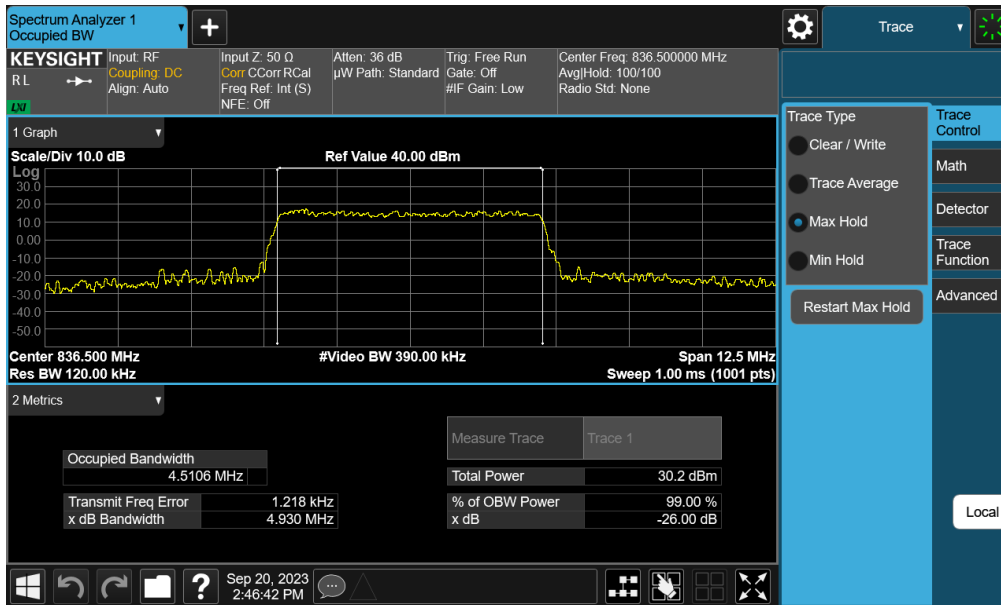 Spectrum Analyzer 1
Occupied BW
+
Trace
KEYSIGHT
R L
LXI
Input: RF
Coupling: DC
Align: Auto
Input Z: 50 Ω
Corr CCorr RCal
Freq Ref: Int (S)
NFE: Off
Atten: 36 dB
µW Path: Standard
Trig: Free Run
Gate: Off
#IF Gain: Low
Center Freq: 836.500000 MHz
Avg|Hold: 100/100
Radio Std: None
1 Graph
Scale/Div 10.0 dB
Ref Value 40.00 dBm
Log
30.0
20.0
10.0
0.00
-10.0
-20.0
-30.0
-40.0
-50.0
Center 836.500 MHz
#Video BW 390.00 kHz
Span 12.5 MHz
Res BW 120.00 kHz
Sweep 1.00 ms (1001 pts)
2 Metrics
Measure Trace
Trace 1
Occupied Bandwidth
4.5106 MHz
Total Power
30.2 dBm
Transmit Freq Error
1.218 kHz
% of OBW Power
99.00 %
x dB Bandwidth
4.930 MHz
x dB
-26.00 dB
Trace Type
Clear / Write
Trace Average
Max Hold
Min Hold
Restart Max Hold
Trace
Control
Math
Detector
Trace
Function
Advanced
Local
?
Sep 20, 2023
2:46:42 PM